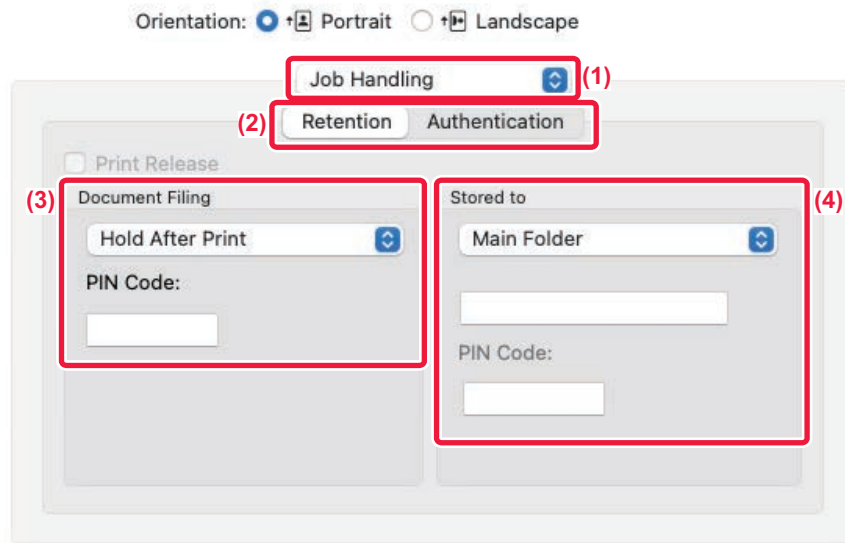 Orientation: Portrait Landscape
Job Handling (1)
(2) Retention Authentication
Print Release
(3) Document Filing Stored to (4)
Hold After Print Main Folder
PIN Code:
PIN Code: